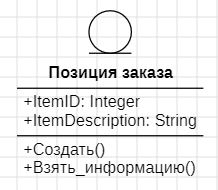 Позиция заказа
+ItemID: Integer
+ItemDescription: String
+Создать()
+Взять_информацию()